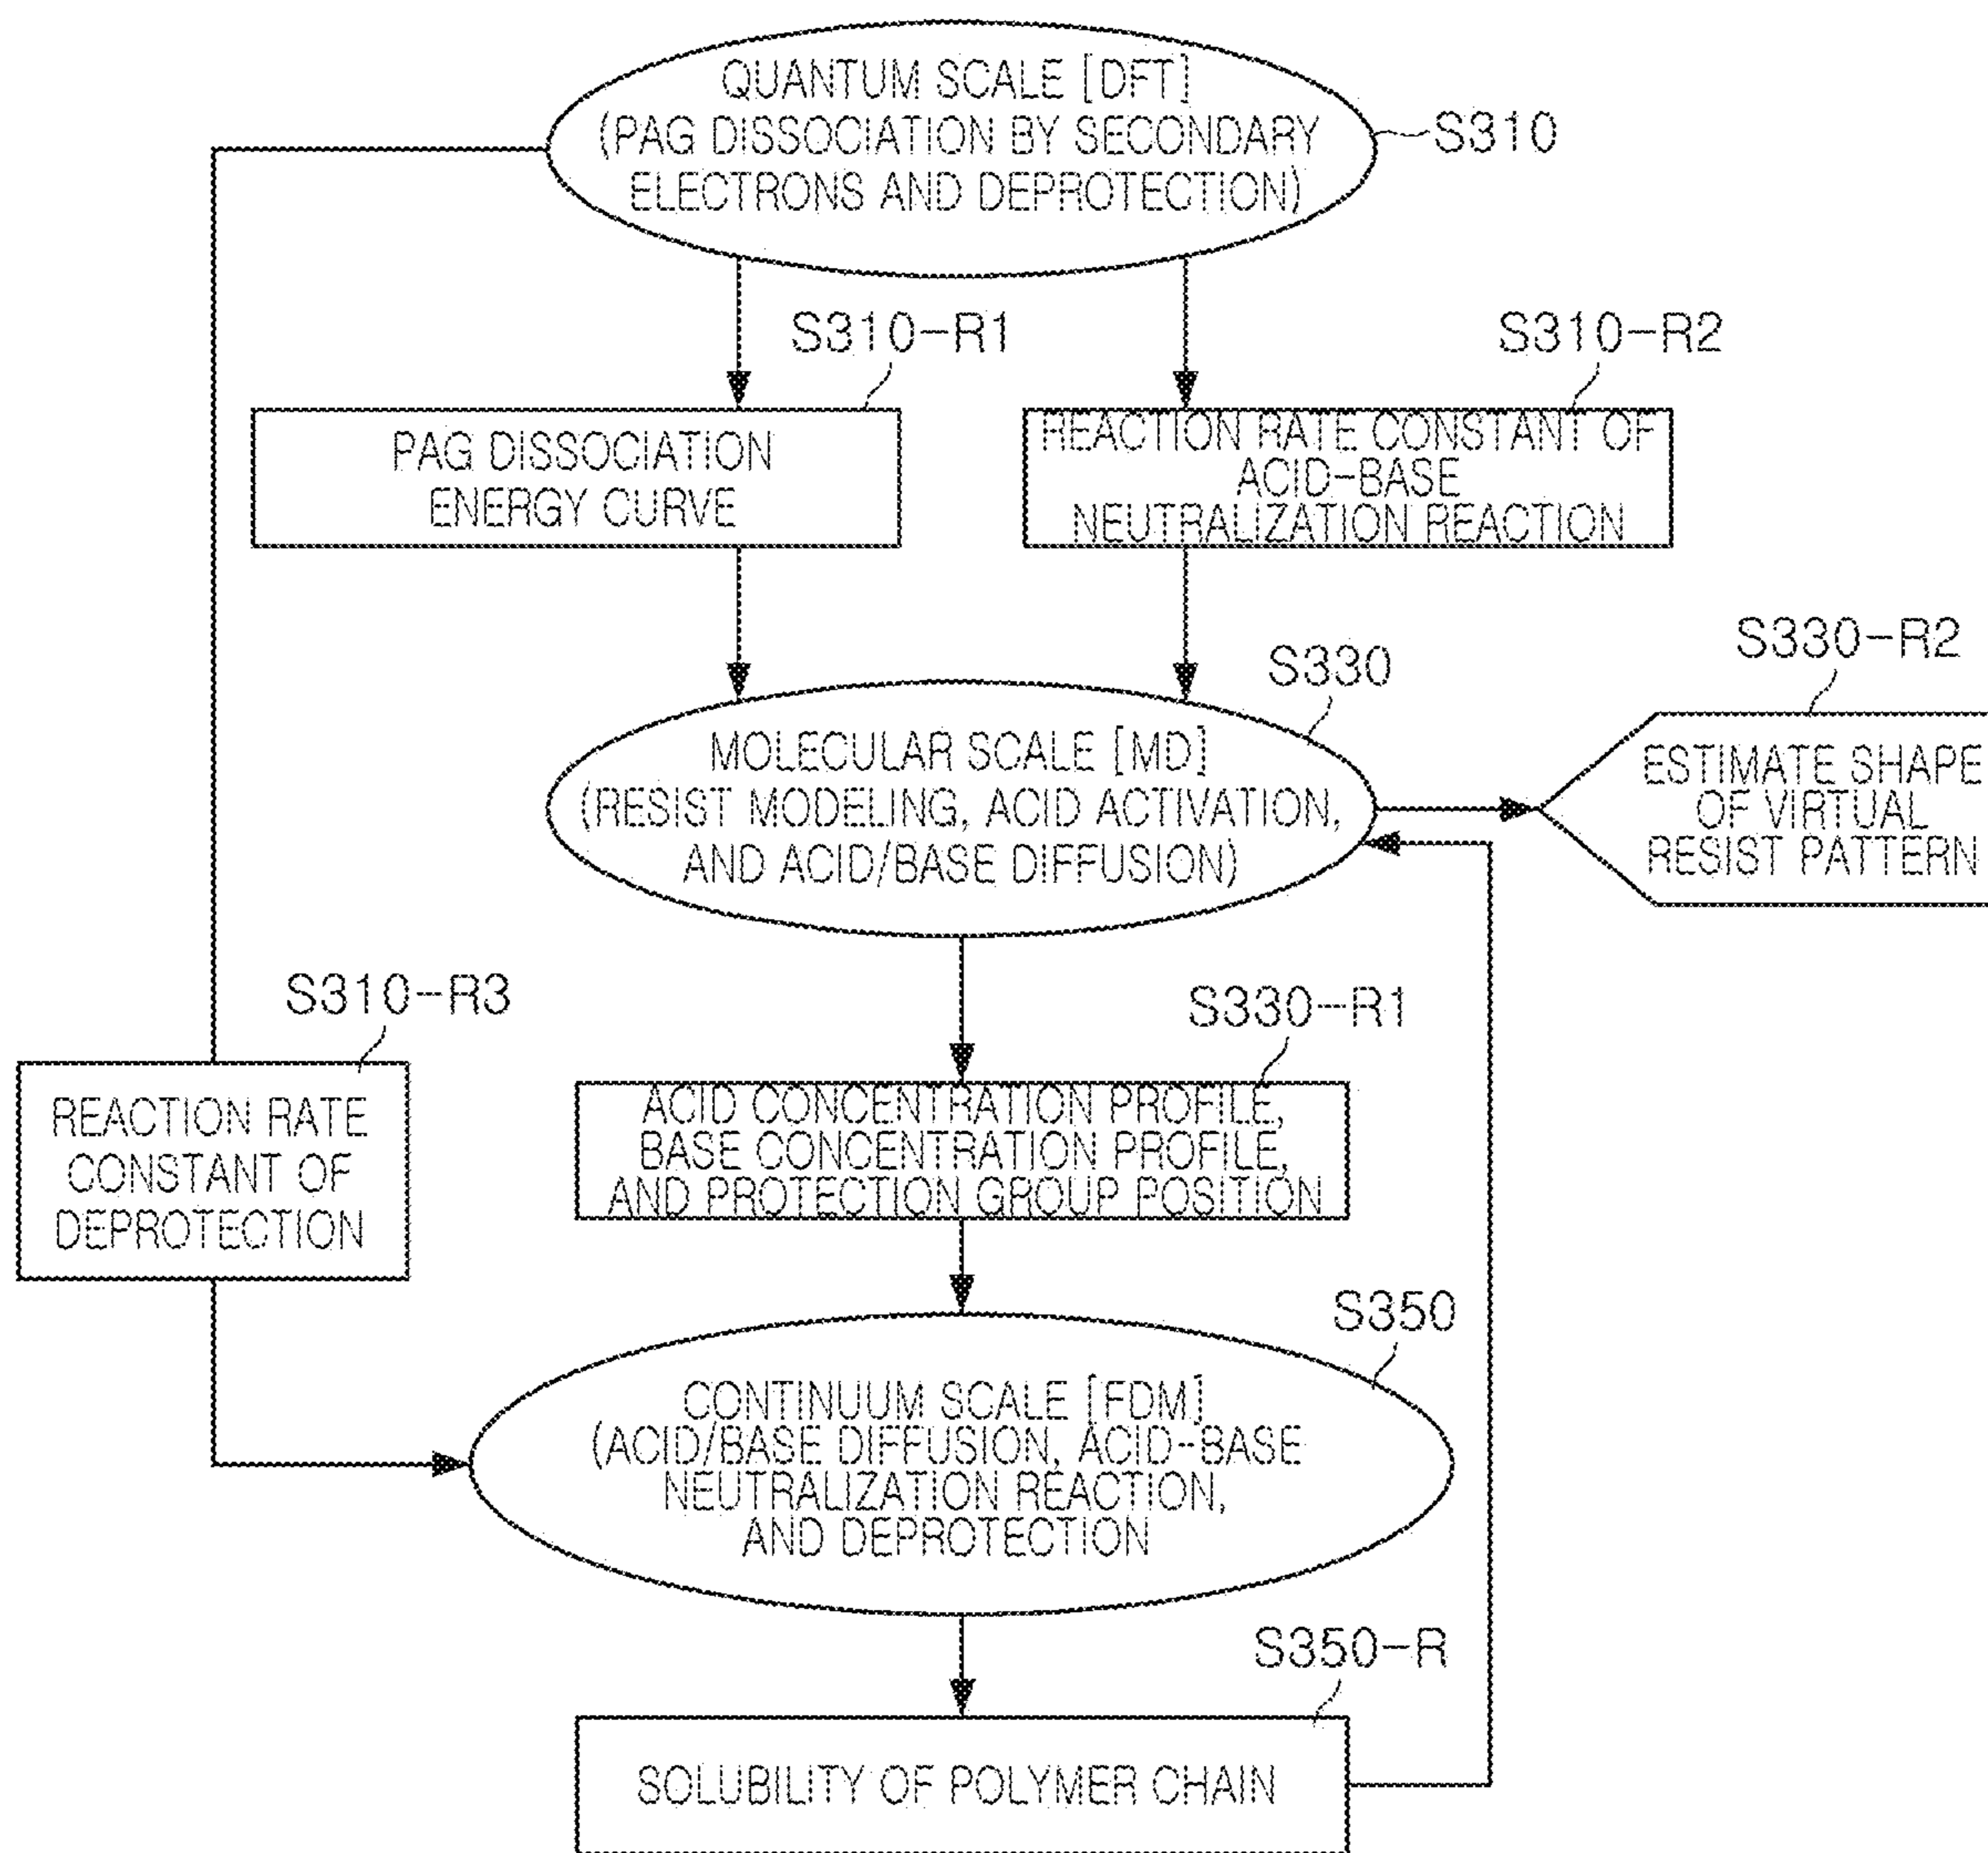 QUANTUM SCALE [DFT]
(PAG DISSOCIATION BY SECONDARY
ELECTRONS AND DEPROTECTION)
S310
S310-R1
S310-R2
PAG DISSOCIATION
ENERGY CURVE
REACTION RATE CONSTANT OF
ACID-BASE
NEUTRALIZATION REACTION
S330
S330-R2
MOLECULAR SCALE [MD]
(RESIST MODELING, ACID ACTIVATION,
AND ACID/BASE DIFFUSION)
ESTIMATE SHAPE
OF VIRTUAL
RESIST PATTERN
S310-R3
S330-R1
REACTION RATE
CONSTANT OF
DEPROTECTION
ACID CONCENTRATION PROFILE,
BASE CONCENTRATION PROFILE,
AND PROTECTION GROUP POSITION
S350
CONTINUUM SCALE [FDM]
(ACID/BASE DIFFUSION, ACID-BASE
NEUTRALIZATION REACTION,
AND DEPROTECTION
S350-R
SOLUBILITY OF POLYMER CHAIN